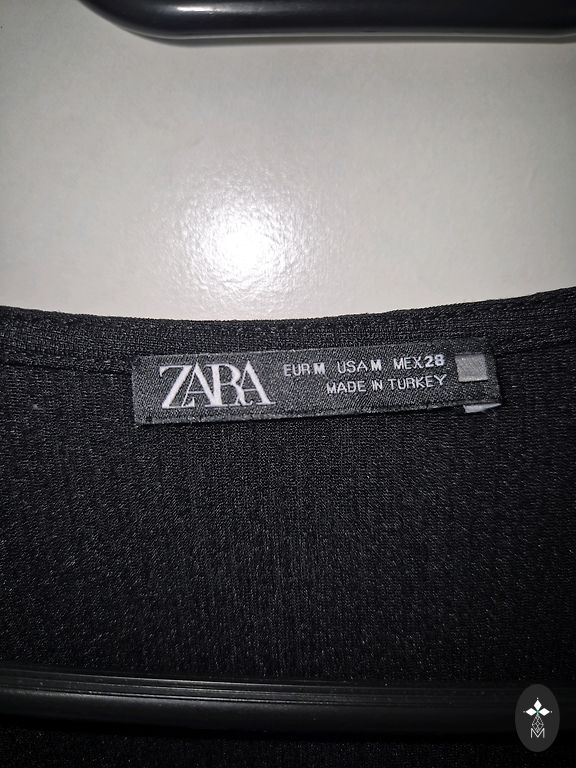 ZARA
EUR M USA M MEX 28
MADE IN TURKEY
M